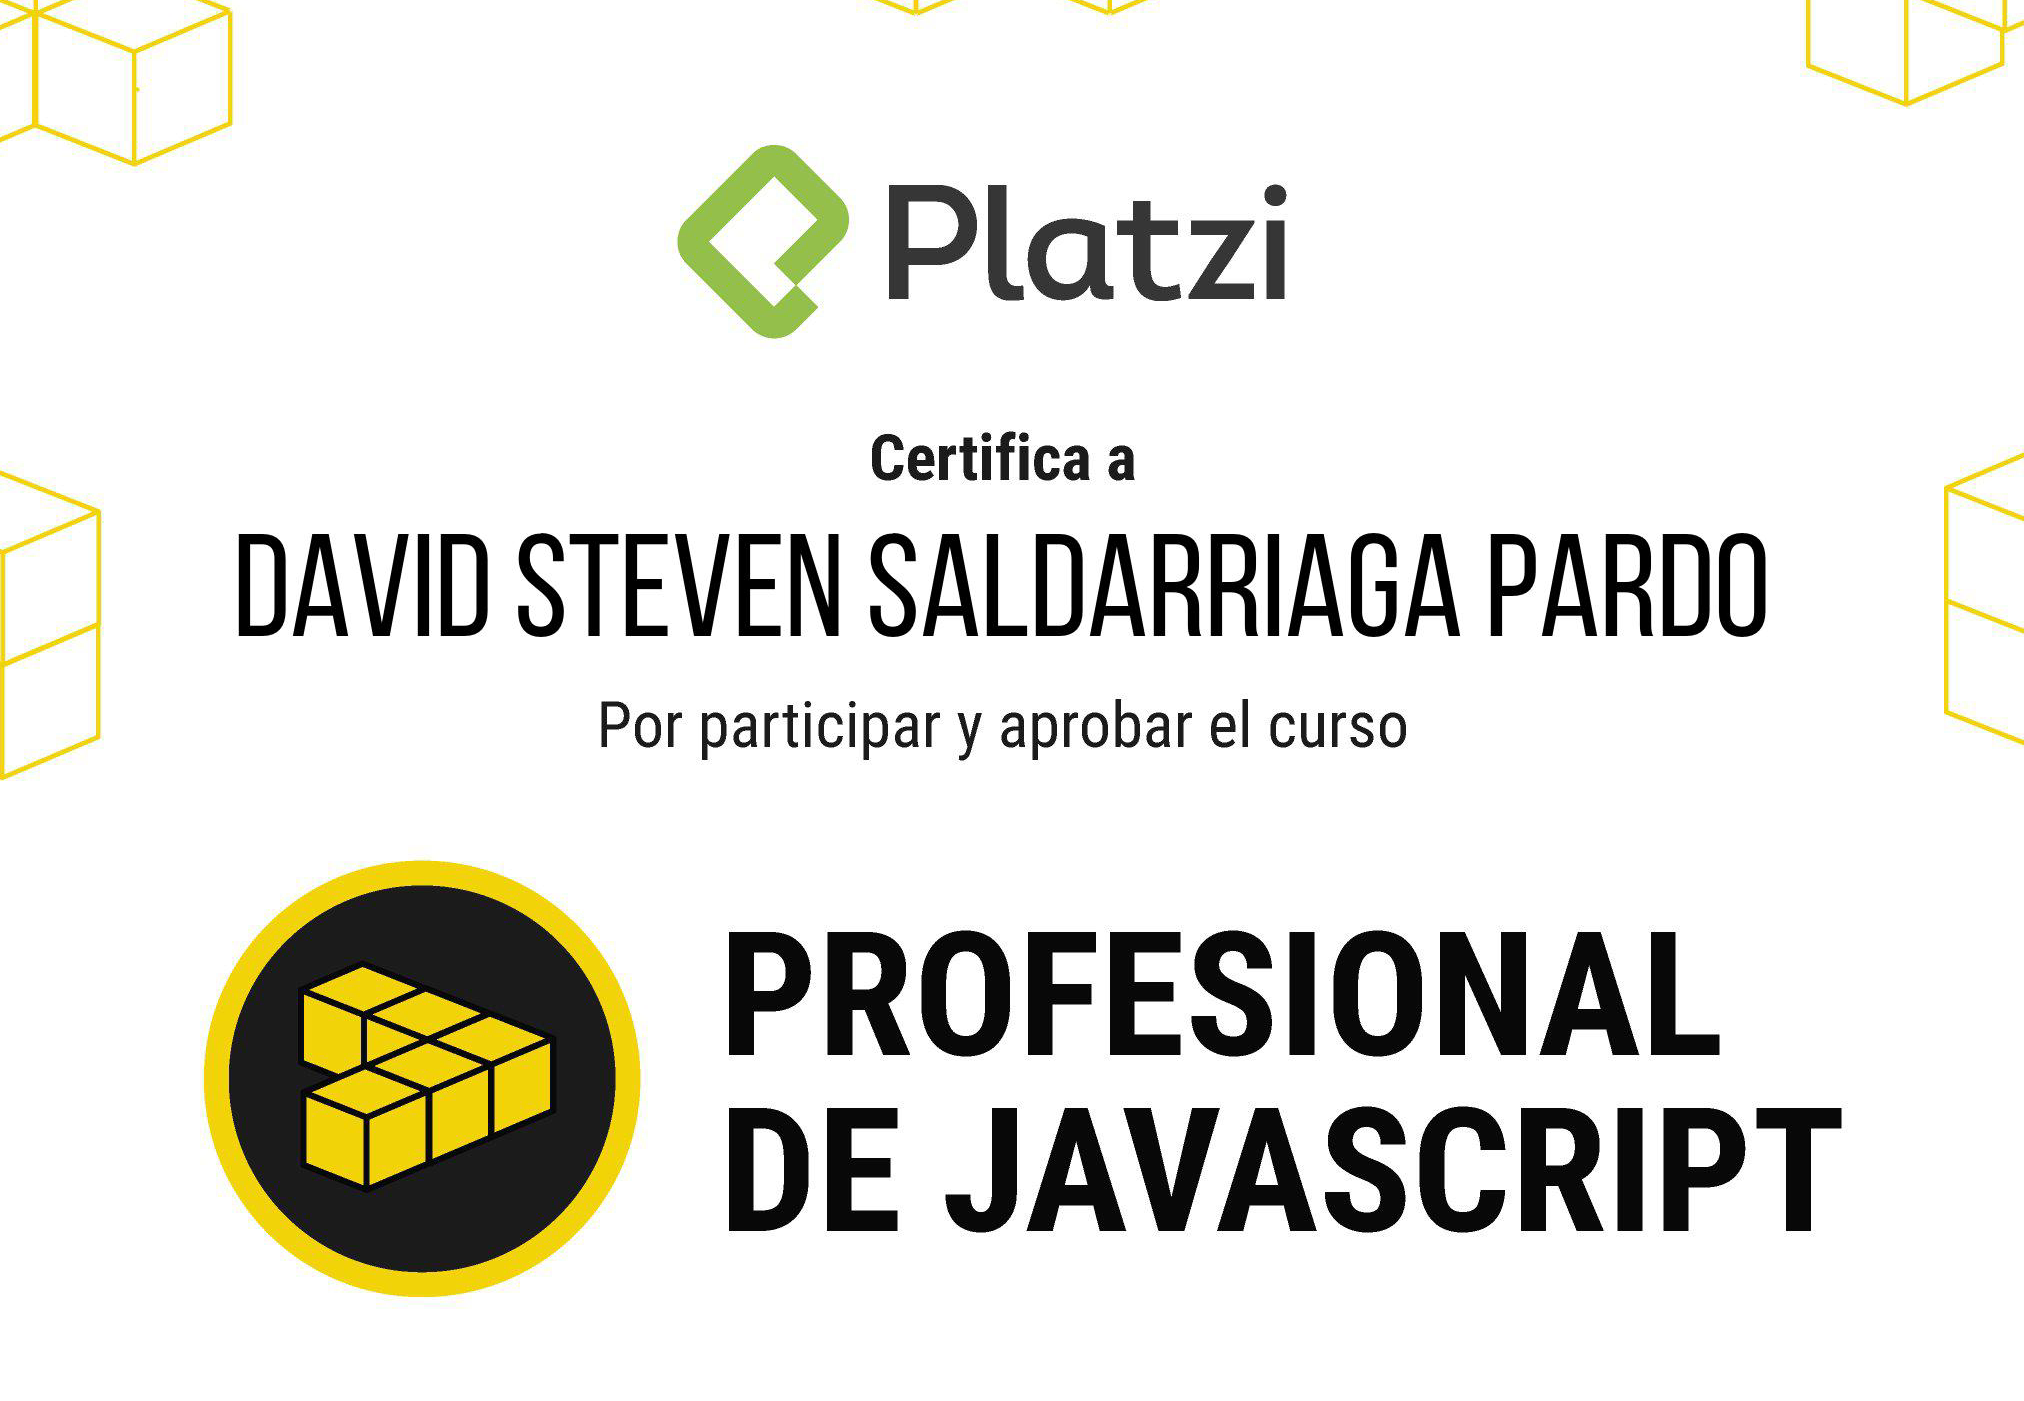 Platzi
Certifica a
DAVID STEVEN SALDARRIAGA PARDO
Por participar y aprobar el curso
PROFESIONAL
DE JAVASCRIPT